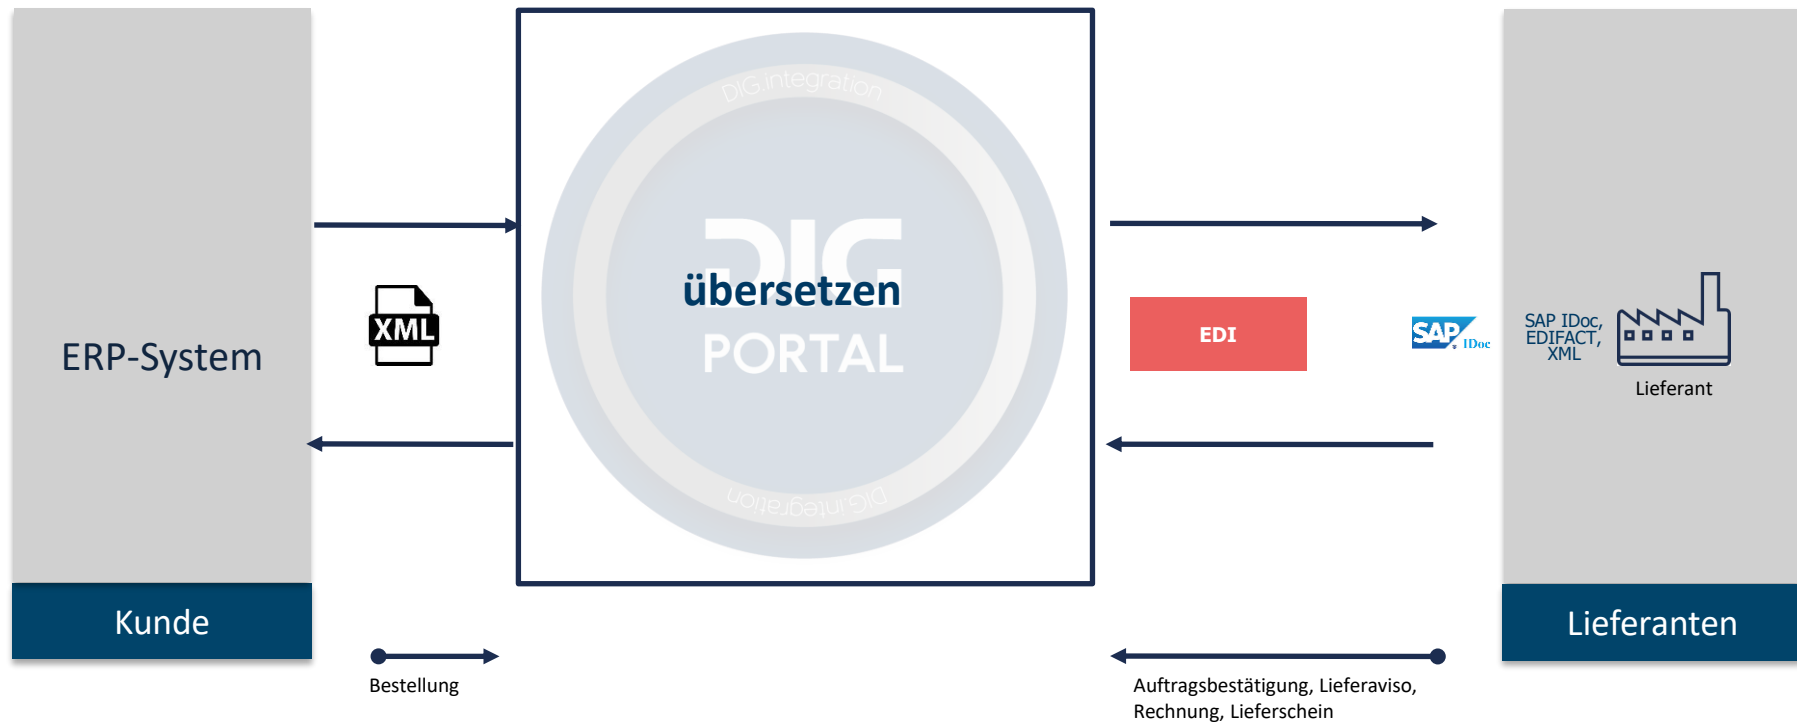 DIG.integration
DIG
übersetzen
PORTAL
DIG.integration
ERP-System
XML
EDI
SAP
IDoc
SAP IDoc,
EDIFACT,
XML
Lieferant
Kunde
Lieferanten
Bestellung
Auftragsbestätigung, Lieferaviso,
Rechnung, Lieferschein